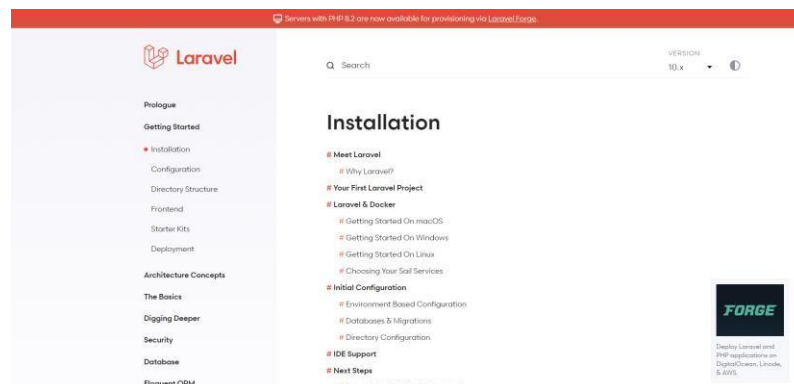 Servers with PHP 8.2 are now available for provisioning via Laravel Forge.
Laravel
Search
VERSION
10.x
Prologue
Getting Started
Installation
Configuration
Directory Structure
Frontend
Starter Kits
Deployment
Architecture Concepts
The Basics
Digging Deeper
Security
Database
Eloquent ORM
Installation
# Meet Laravel
# Why Laravel?
# Your First Laravel Project
# Laravel & Docker
# Getting Started On macOS
# Getting Started On Windows
# Getting Started On Linux
# Choosing Your Sail Services
# Initial Configuration
# Environment Based Configuration
# Databases & Migrations
# Directory Configuration
# IDE Support
# Next Steps
FORGE
Deploy Laravel and
PHP applications on
DigitalOcean, Linode,
& AWS.